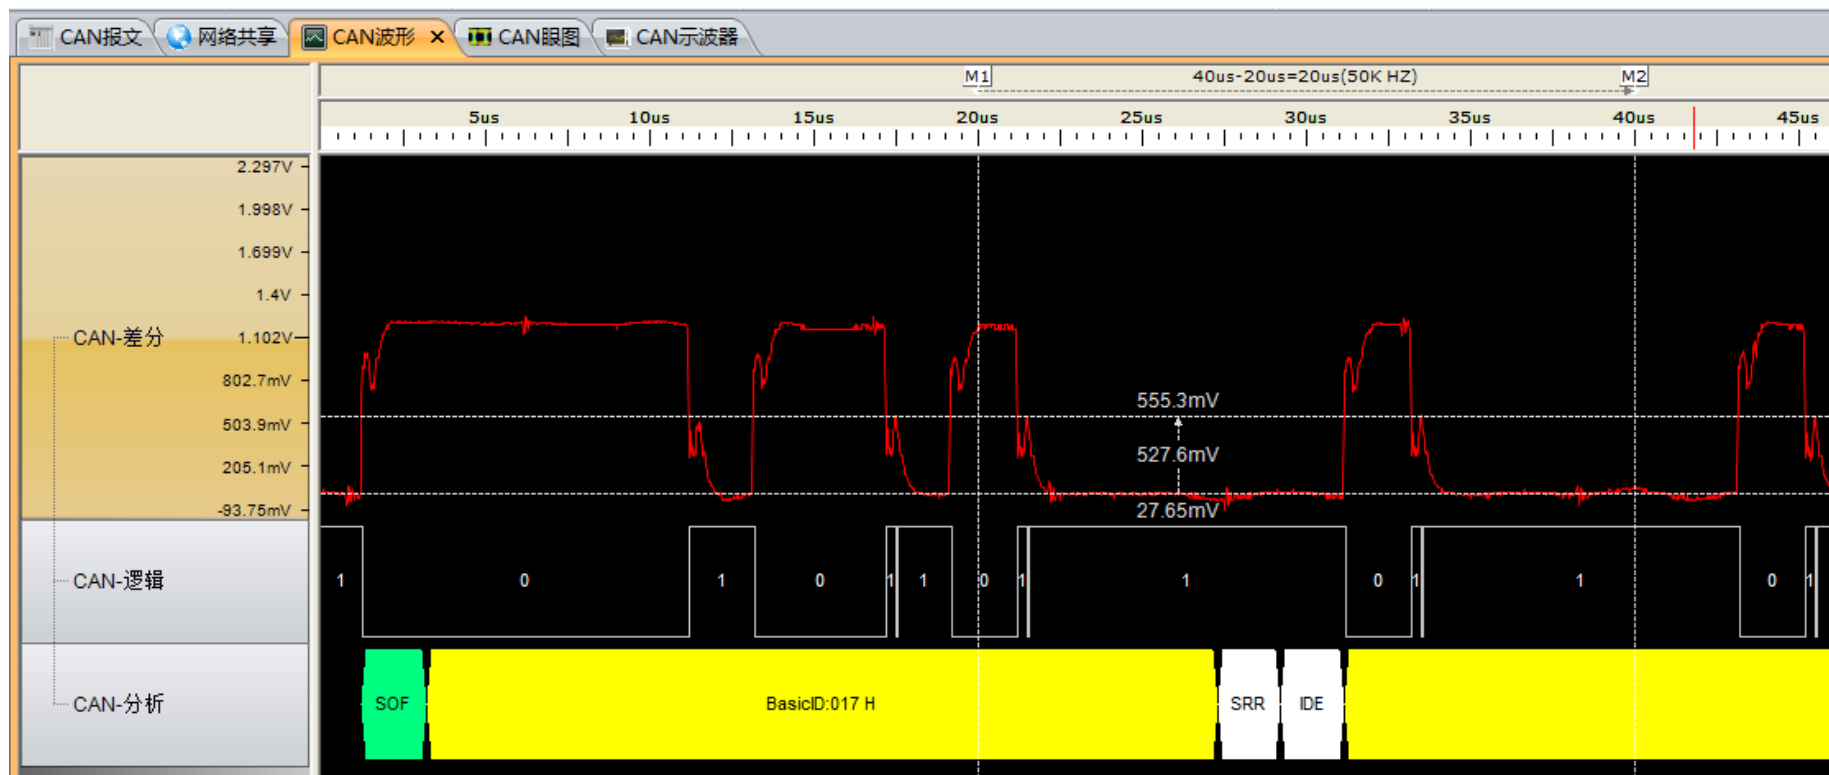 CAN报文 网络共享 CAN波形 × CAN眼图 CAN示波器
M1 40us-20us=20us(50K HZ) M2
5us 10us 15us 20us 25us 30us 35us 40us 45us
2.297V
1.998V
1.699V
1.4V
CAN-差分 1.102V
802.7mV
555.3mV
503.9mV
527.6mV
205.1mV
-93.75mV 27.65mV
CAN-逻辑 1 0 1 0 1 1 0 1 1 0 1 1 0 1
CAN-分析 SOF BasicID:017 H SRR IDE